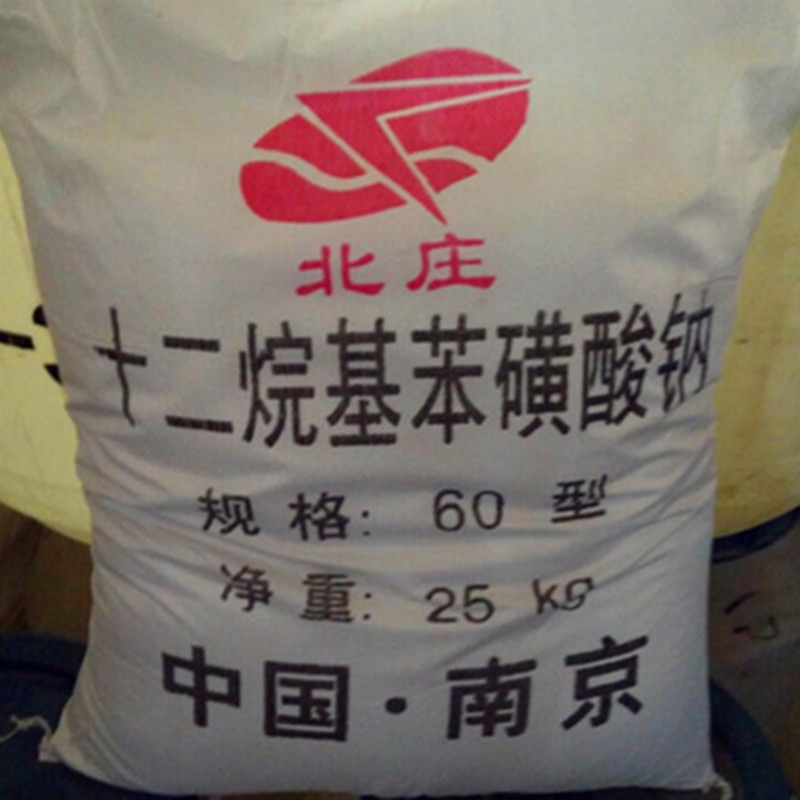 北庄
十二烷基苯磺酸钠
规格: 60 型
净重: 25 kg
中国·南京